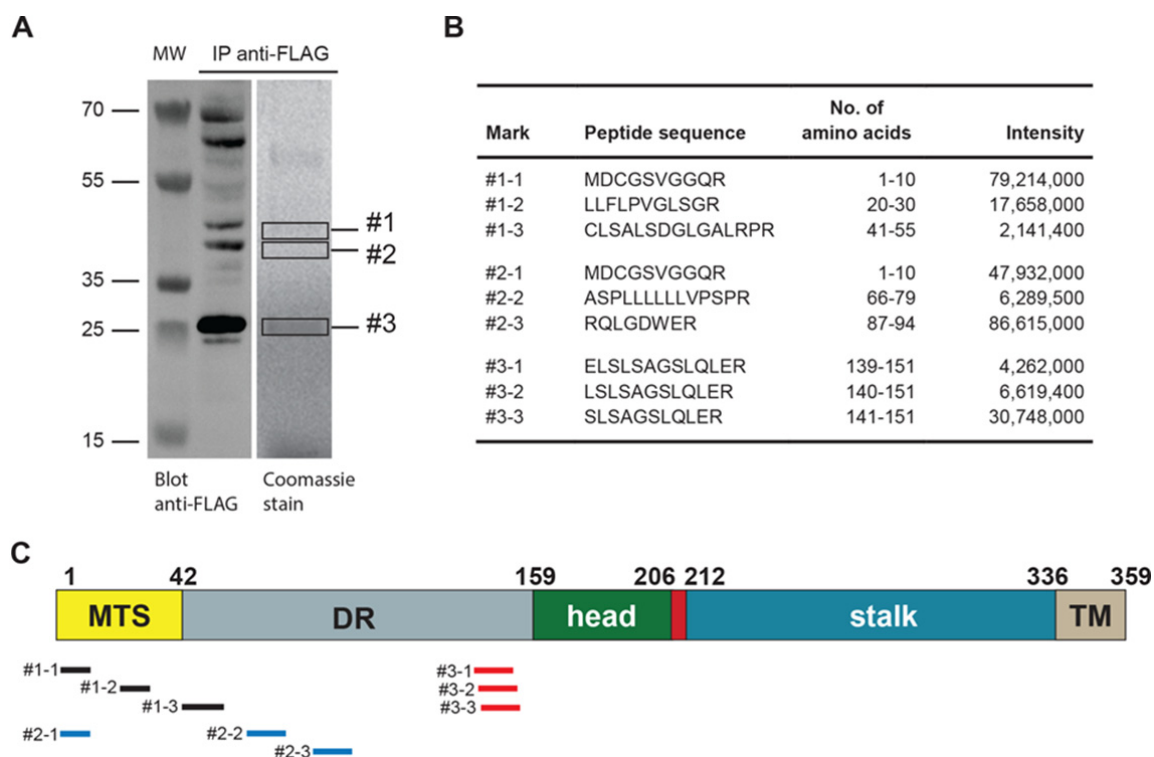 A
MW IP anti-FLAG
70
55
35
25
15
#1
#2
#3
Blot
anti-FLAG
Coomassie
stain
B
Mark Peptide sequence No. of amino acids Intensity
#1-1 MDCGSVGGQR 1-10 79,214,000
#1-2 LLFLPVGLSGR 20-30 17,658,000
#1-3 CLSALSDGLGALRPR 41-55 2,141,400
#2-1 MDCGSVGGQR 1-10 47,932,000
#2-2 ASPLLLLLLVPSPR 66-79 6,289,500
#2-3 RQLGDWER 87-94 86,615,000
#3-1 ELSLSAGSLQLER 139-151 4,262,000
#3-2 LSLSAGSLQLER 140-151 6,619,400
#3-3 SLSAGSLQLER 141-151 30,748,000
C
1 42 159 206 212 336 359
MTS DR head stalk TM
#1-1 #3-1
#1-2 #3-2
#1-3 #3-3
#2-1 #2-2
#2-3